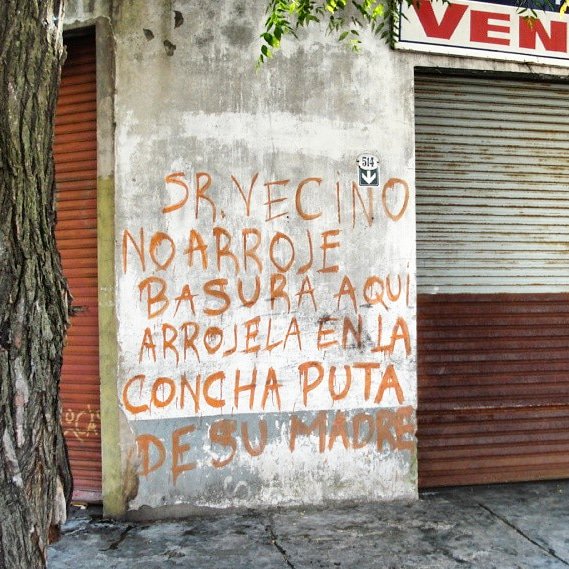 VEN
514
SR. VECINO
NO ARROJE
BASURA AQUI
ARROJELA EN LA
CONCHA PUTA
DE SU MADRE